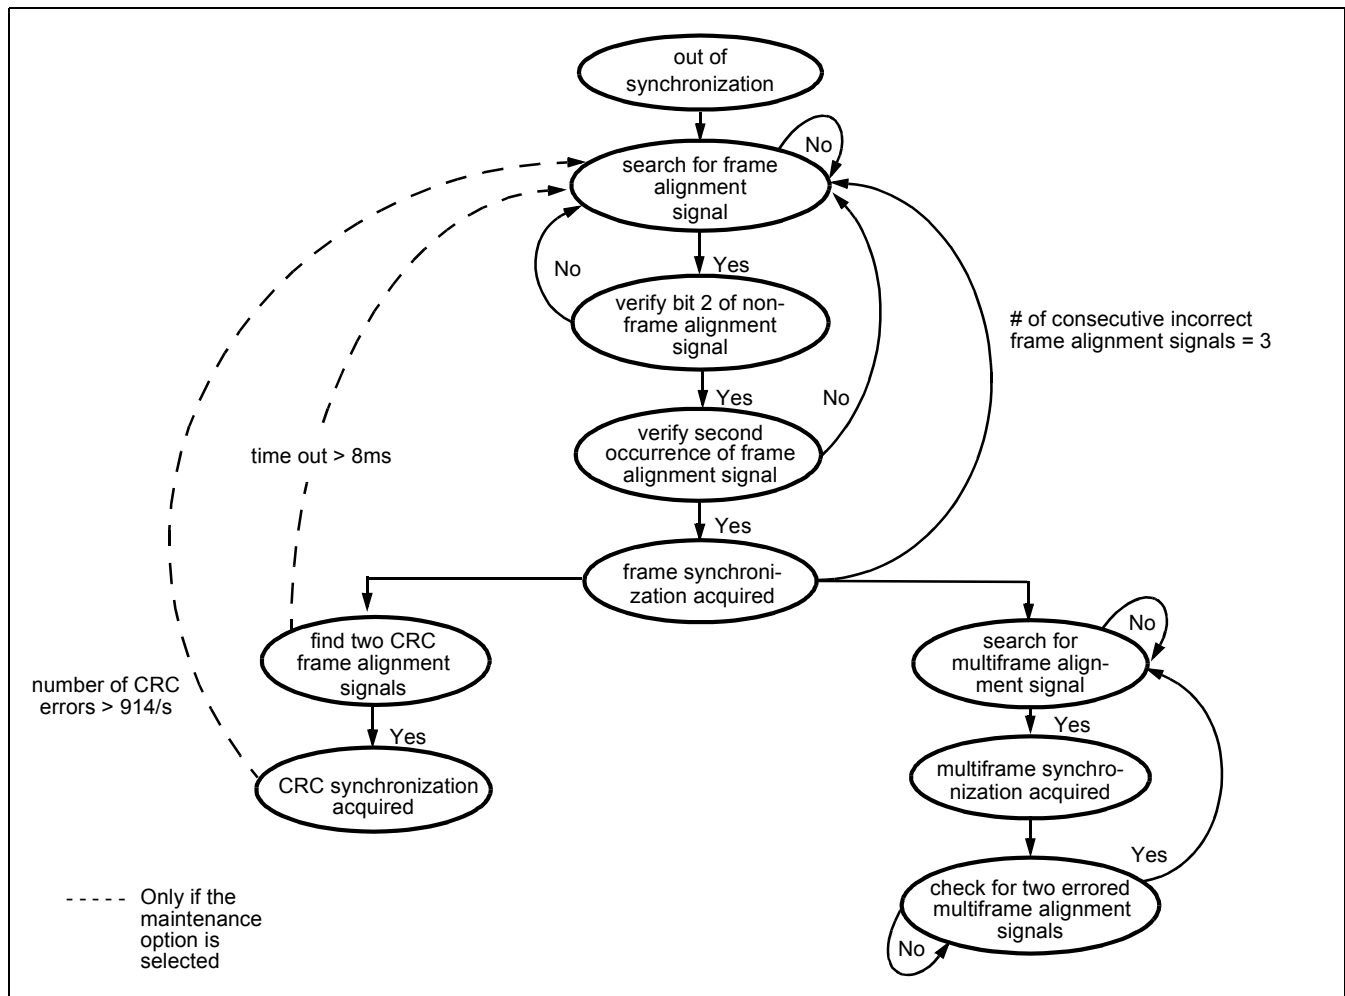 out of
synchronization
No
search for frame
alignment
signal
Yes
No
verify bit 2 of non-
frame alignment
signal
# of consecutive incorrect
frame alignment signals = 3
Yes
No
verify second
occurrence of frame
alignment signal
time out > 8ms
Yes
frame synchroni-
zation acquired
find two CRC
frame alignment
signals
No
search for
multiframe align-
ment signal
number of CRC
errors > 914/s
Yes
Yes
CRC synchronization
acquired
multiframe synchro-
nization acquired
Yes
check for two errored
multiframe alignment
signals
No
- - - - - Only if the
maintenance
option is
selected